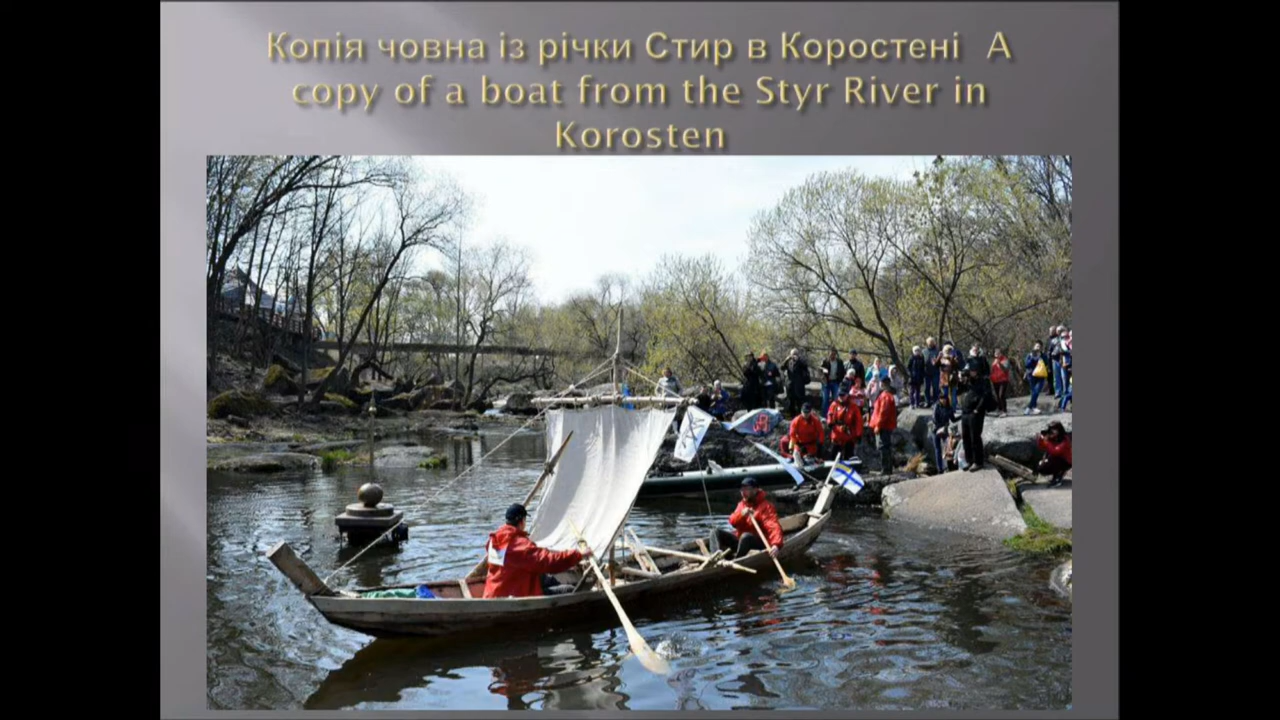 Копія човна із річки Стир в Коростені А
copy of a boat from the Styr River in
Korosten